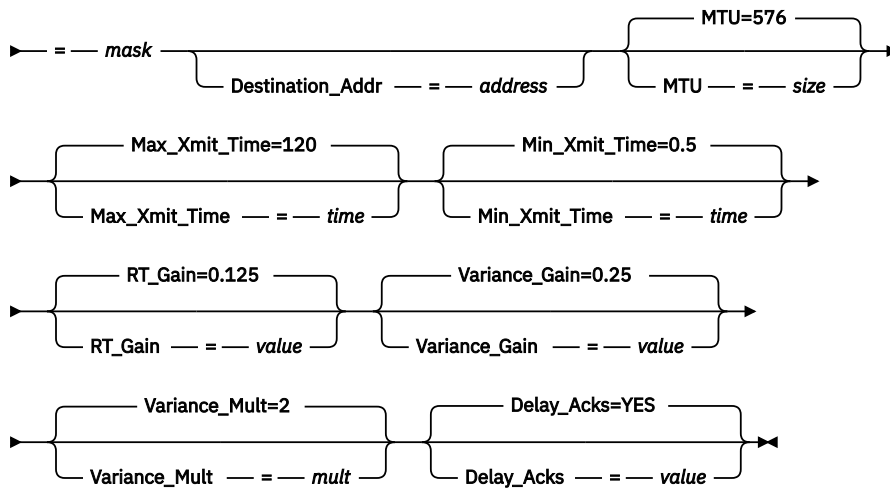 MTU=576
= mask
Destination_Addr = address MTU = size
Max_Xmit_Time=120 Min_Xmit_Time=0.5
Max_Xmit_Time = time Min_Xmit_Time = time
RT_Gain=0.125 Variance_Gain=0.25
RT_Gain = value Variance_Gain = value
Variance_Mult=2 Delay_Acks=YES
Variance_Mult = mult Delay_Acks = value